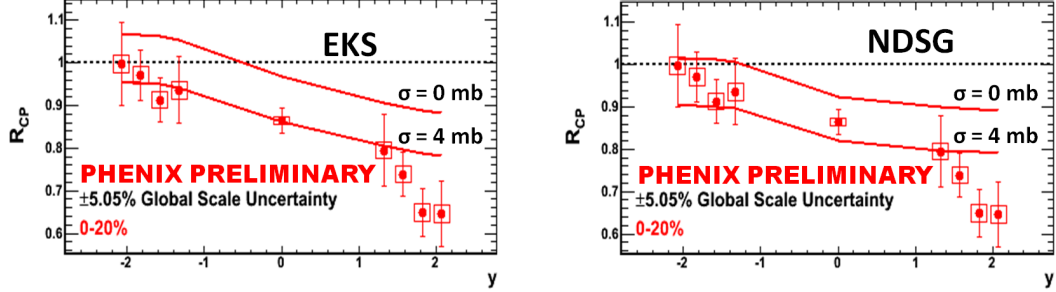 EKS
1.1
1
0.9
0.8
0.7
0.6
R_CP
σ = 0 mb
σ = 4 mb
PHENIX PRELIMINARY
±5.05% Global Scale Uncertainty
0-20%
-2 -1 0 1 2
y
NDSG
1.1
1
0.9
0.8
0.7
0.6
R_CP
σ = 0 mb
σ = 4 mb
PHENIX PRELIMINARY
±5.05% Global Scale Uncertainty
0-20%
-2 -1 0 1 2
y